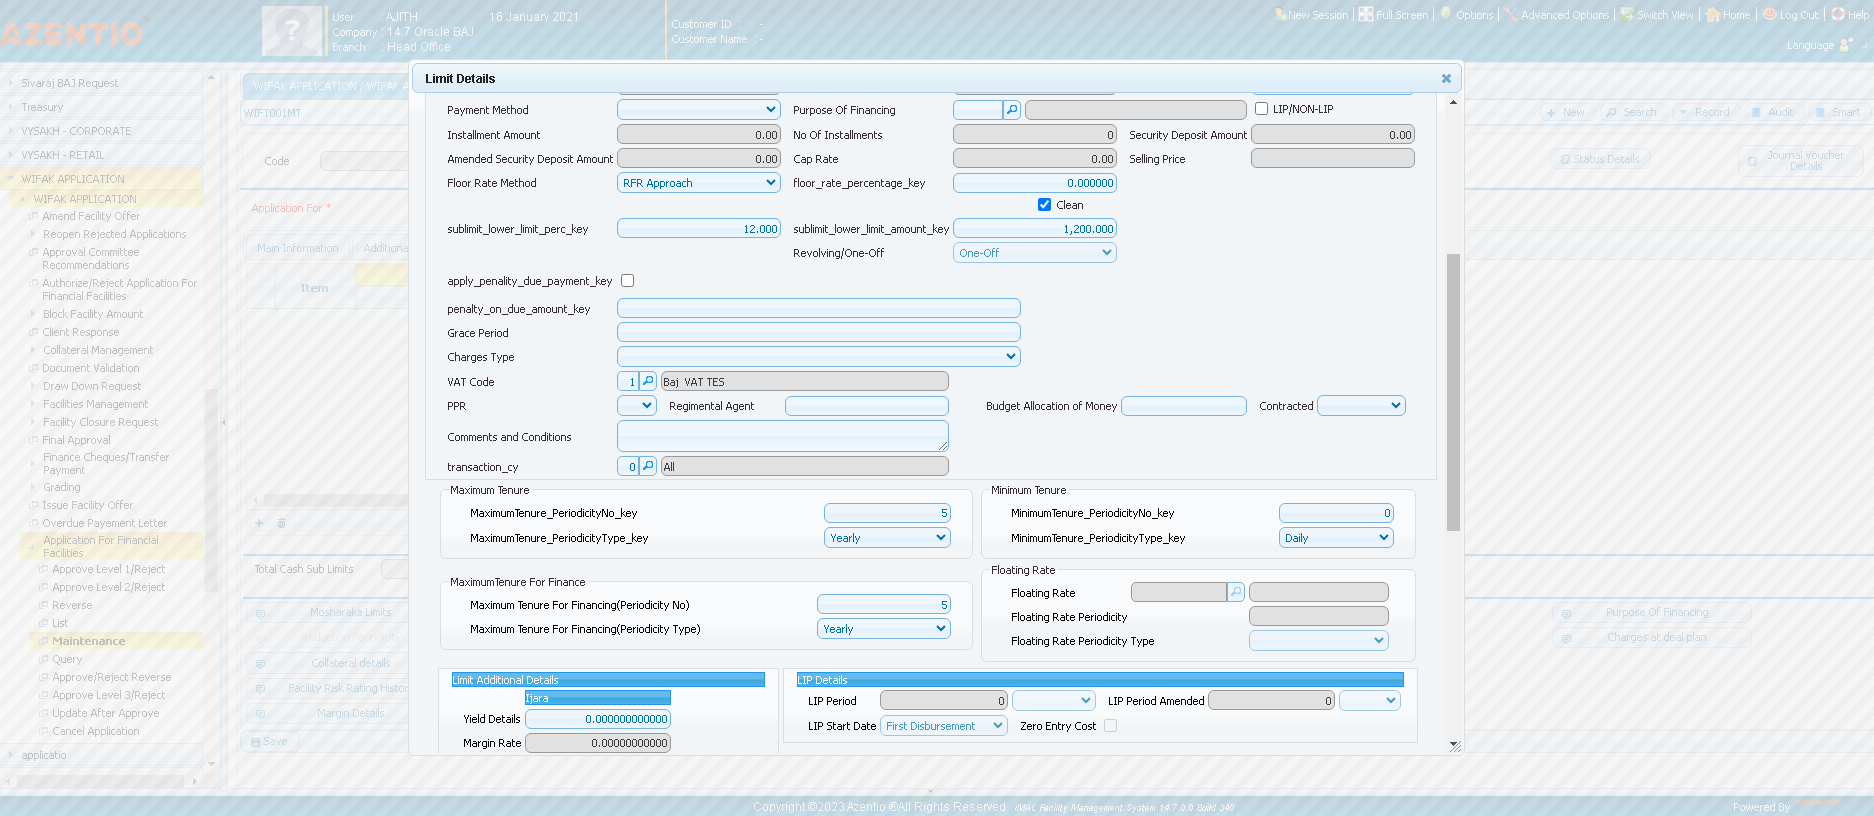 AZENTIO
User : AJITH 16 January 2021
Company : 14.7 Oracle BAJ
Branch : Head Office
Customer ID : -
Customer Name : -
New Session Full Screen Options Advanced Options Switch View Home Log Out Help
Language
Sivaraj BAJ Request
Treasury
VYSAKH - CORPORATE
VYSAKH - RETAIL
WIFAK APPLICATION
WIFAK APPLICATION
Amend Facility Offer
Reopen Rejected Applications
Approval Committee
Recommendations
Authorize/Reject Application For
Financial Facilities
Block Facility Amount
Client Response
Collateral Management
Document Validation
Draw Down Request
Facilities Management
Facility Closure Request
Final Approval
Finance Cheques/Transfer
Payment
Grading
Issue Facility Offer
Overdue Payement Letter
Application For Financial
Facilities
Approve Level 1/Reject
Approve Level 2/Reject
Reverse
List
Maintenance
Query
Approve/Reject Reverse
Approve Level 3/Reject
Update After Approve
Cancel Application
applicatio
WIFAK APPLICATION / WIFAK A
WIFT001MT
New Search Record Audit Smart
Code
Status Details
Journal Voucher
Details
Application For *
Main Information Additiona
Item
Total Cash Sub Limits
Mosharaka Limits
Collateral details
Facility Risk Rating Histor
Margin Details
Save
Purpose Of Financing
Charges at deal plan
Limit Details
Payment Method Purpose Of Financing LIP/NON-LIP
Installment Amount 0.00 No Of Installments 0 Security Deposit Amount 0.00
Amended Security Deposit Amount 0.00 Cap Rate 0.00 Selling Price
Floor Rate Method RFR Approach floor_rate_percentage_key 0.000000
Clean
sublimit_lower_limit_perc_key 12.000 sublimit_lower_limit_amount_key 1,200.000
Revolving/One-Off One-Off
apply_penality_due_payment_key
penalty_on_due_amount_key
Grace Period
Charges Type
VAT Code 1 Baj VAT TES
PPR Regimental Agent Budget Allocation of Money Contracted
Comments and Conditions
transaction_cy 0 All
Maximum Tenure
MaximumTenure_PeriodicityNo_key 5
MaximumTenure_PeriodicityType_key Yearly
Minimum Tenure
MinimumTenure_PeriodicityNo_key 0
MinimumTenure_PeriodicityType_key Daily
MaximumTenure For Finance
Maximum Tenure For Financing(Periodicity No) 5
Maximum Tenure For Financing(Periodicity Type) Yearly
Floating Rate
Floating Rate
Floating Rate Periodicity
Floating Rate Periodicity Type
Limit Additional Details
Ijara
Yield Details 0.000000000000
Margin Rate 0.00000000000
LIP Details
LIP Period 0 LIP Period Amended 0
LIP Start Date First Disbursement Zero Entry Cost
Copyright ©2023 Azentio ®All Rights Reserved iMAL Facility Management System 14.7.0.0 Build 340
Powered By